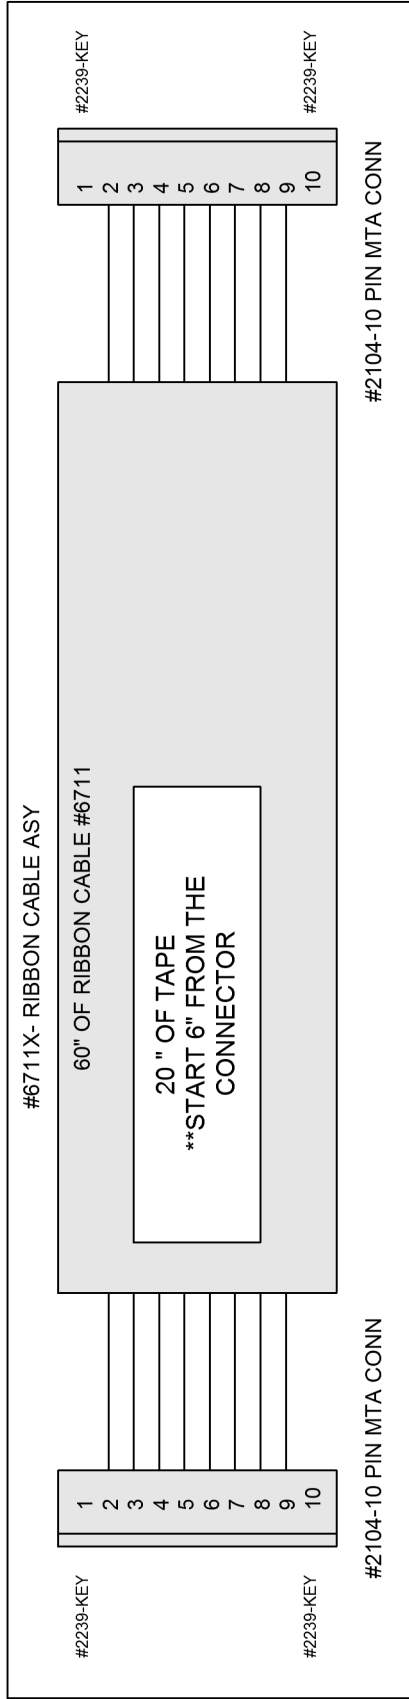 #6711X- RIBBON CABLE ASY
#2239-KEY
#2239-KEY
60" OF RIBBON CABLE #6711
1
2
3
4
5
6
7
8
9
10
20 " OF TAPE
**START 6" FROM THE
CONNECTOR
1
2
3
4
5
6
7
8
9
10
#2239-KEY
#2239-KEY
#2104-10 PIN MTA CONN
#2104-10 PIN MTA CONN